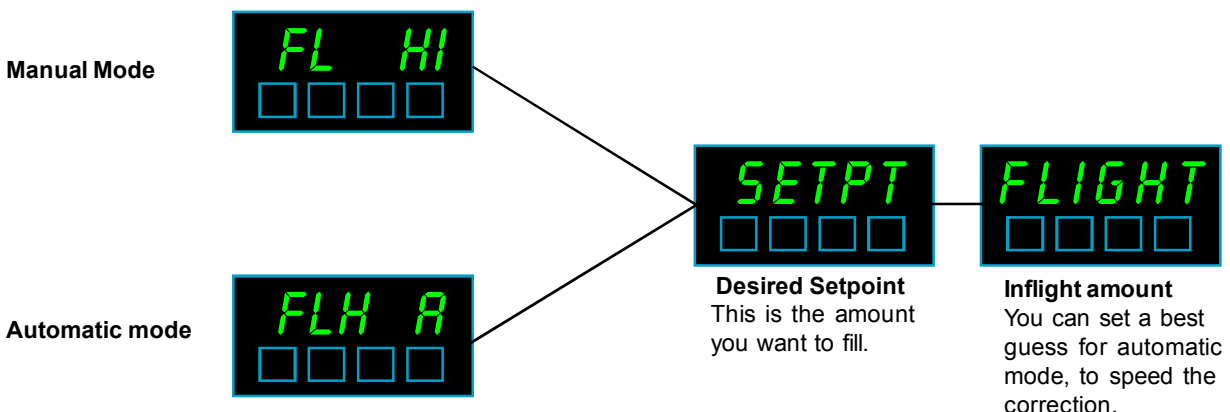 Manual Mode
FL HI
SETPT
FLIGHT
Desired Setpoint
This is the amount
you want to fill.
Inflight amount
You can set a best
guess for automatic
mode, to speed the
correction.
Automatic mode
FLH A